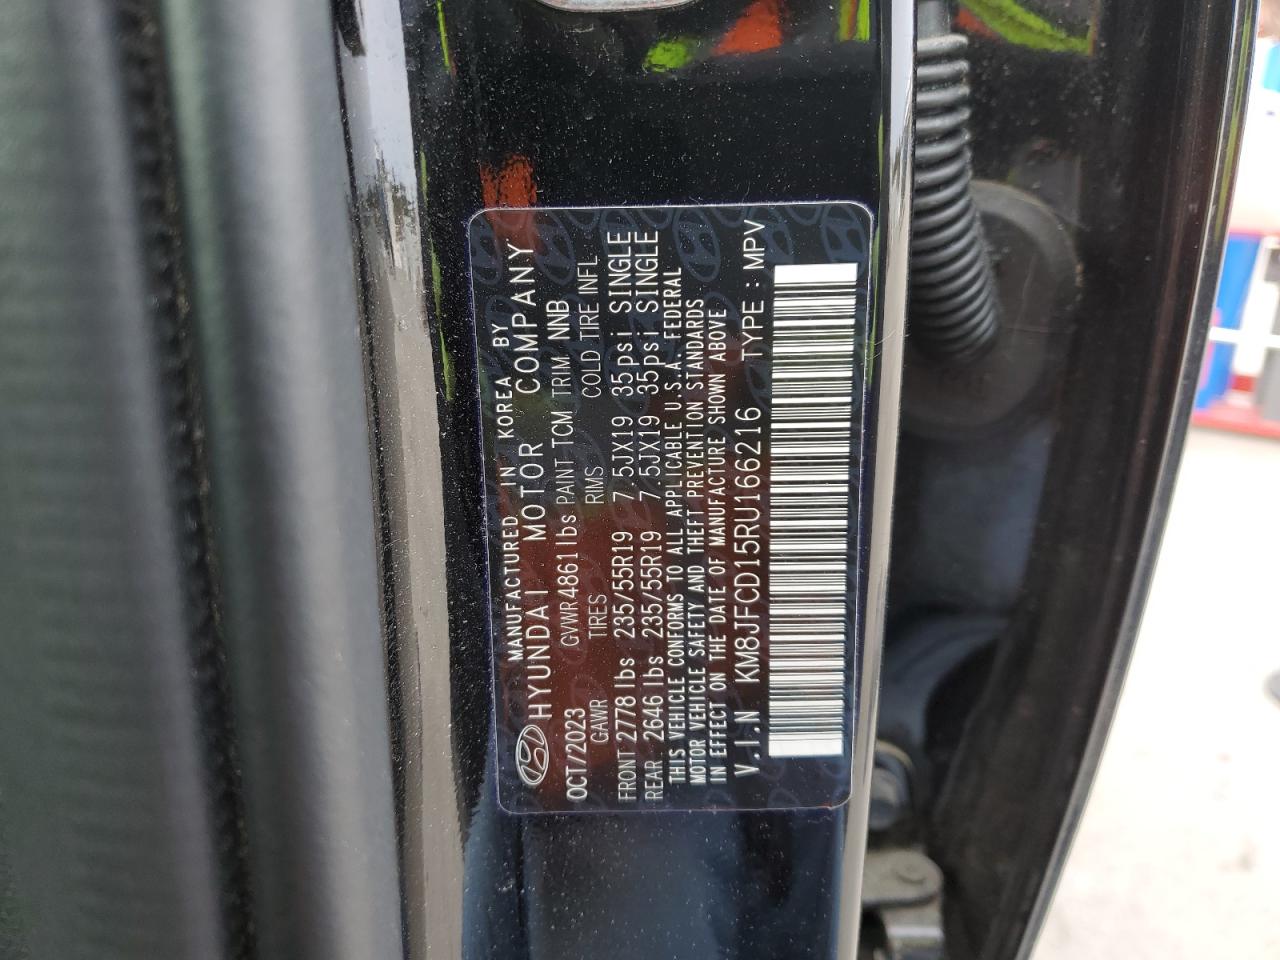 MANUFACTURED IN KOREA BY
HYUNDAI MOTOR COMPANY
OCT/2023 GVWR 4861 lbs PAINT TCM TRIM NNB
GAWR TIRES RIMS COLD TIRE INFL
FRONT 2778 lbs 235/55R19 7.5JX19 35psi SINGLE
REAR 2646 lbs 235/55R19 7.5JX19 35psi SINGLE
THIS VEHICLE CONFORMS TO ALL APPLICABLE U.S.A. FEDERAL
MOTOR VEHICLE SAFETY AND THEFT PREVENTION STANDARDS
IN EFFECT ON THE DATE OF MANUFACTURE SHOWN ABOVE
V.I.N KM8JFCD15RU166216 TYPE : MPV